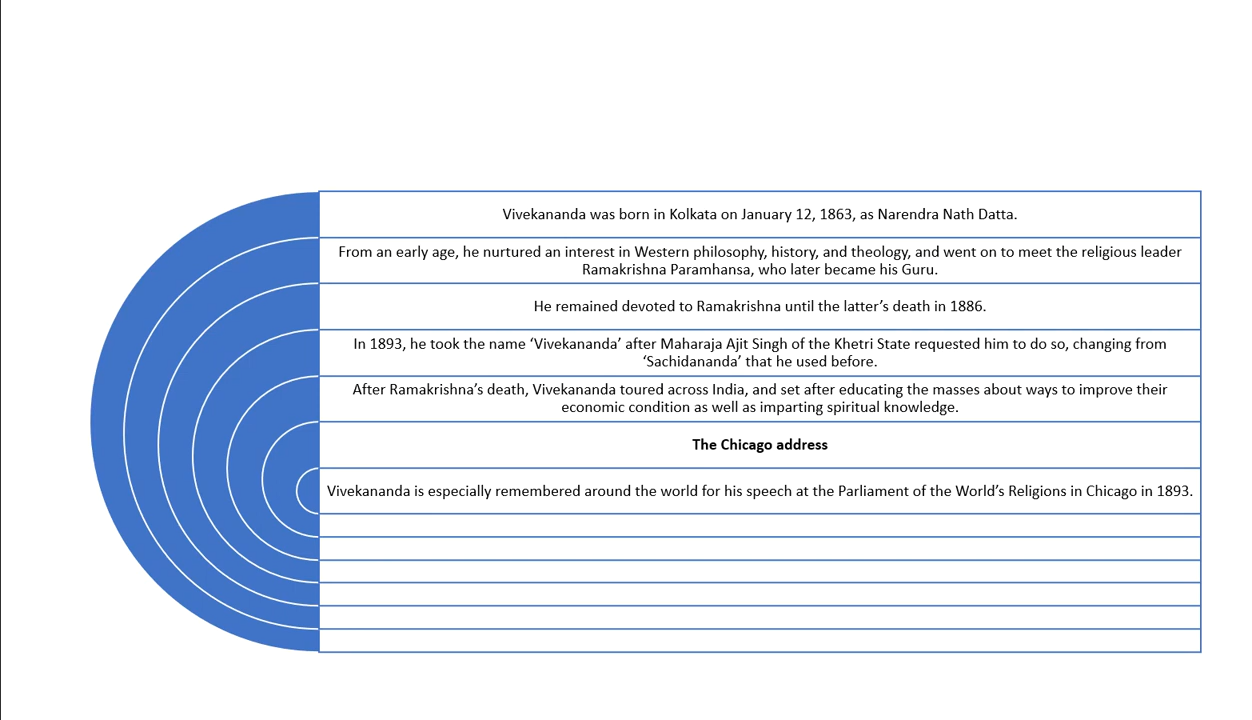 Vivekananda was born in Kolkata on January 12, 1863, as Narendra Nath Datta.
From an early age, he nurtured an interest in Western philosophy, history, and theology, and went on to meet the religious leader
Ramakrishna Paramhansa, who later became his Guru.
He remained devoted to Ramakrishna until the latter’s death in 1886.
In 1893, he took the name ‘Vivekananda’ after Maharaja Ajit Singh of the Khetri State requested him to do so, changing from
‘Sachidananda’ that he used before.
After Ramakrishna’s death, Vivekananda toured across India, and set after educating the masses about ways to improve their
economic condition as well as imparting spiritual knowledge.
The Chicago address
Vivekananda is especially remembered around the world for his speech at the Parliament of the World’s Religions in Chicago in 1893.